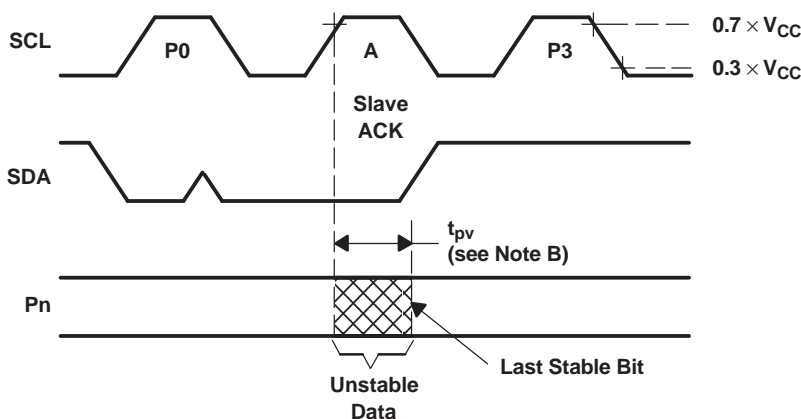 SCL
P0
A
P3
0.7 × VCC
0.3 × VCC
Slave
ACK
SDA
tpv
(see Note B)
Pn
Last Stable Bit
Unstable
Data